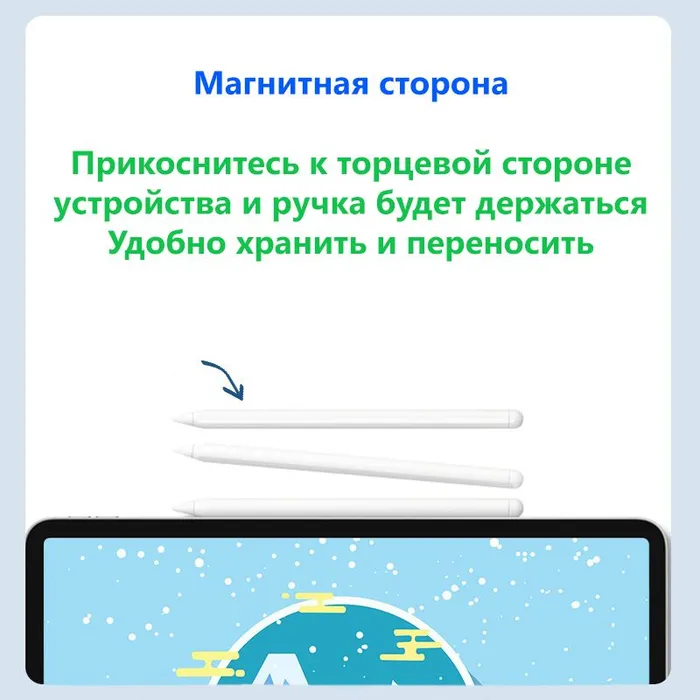 Магнитная сторона
Прикоснитесь к торцевой стороне
устройства и ручка будет держаться
Удобно хранить и переносить